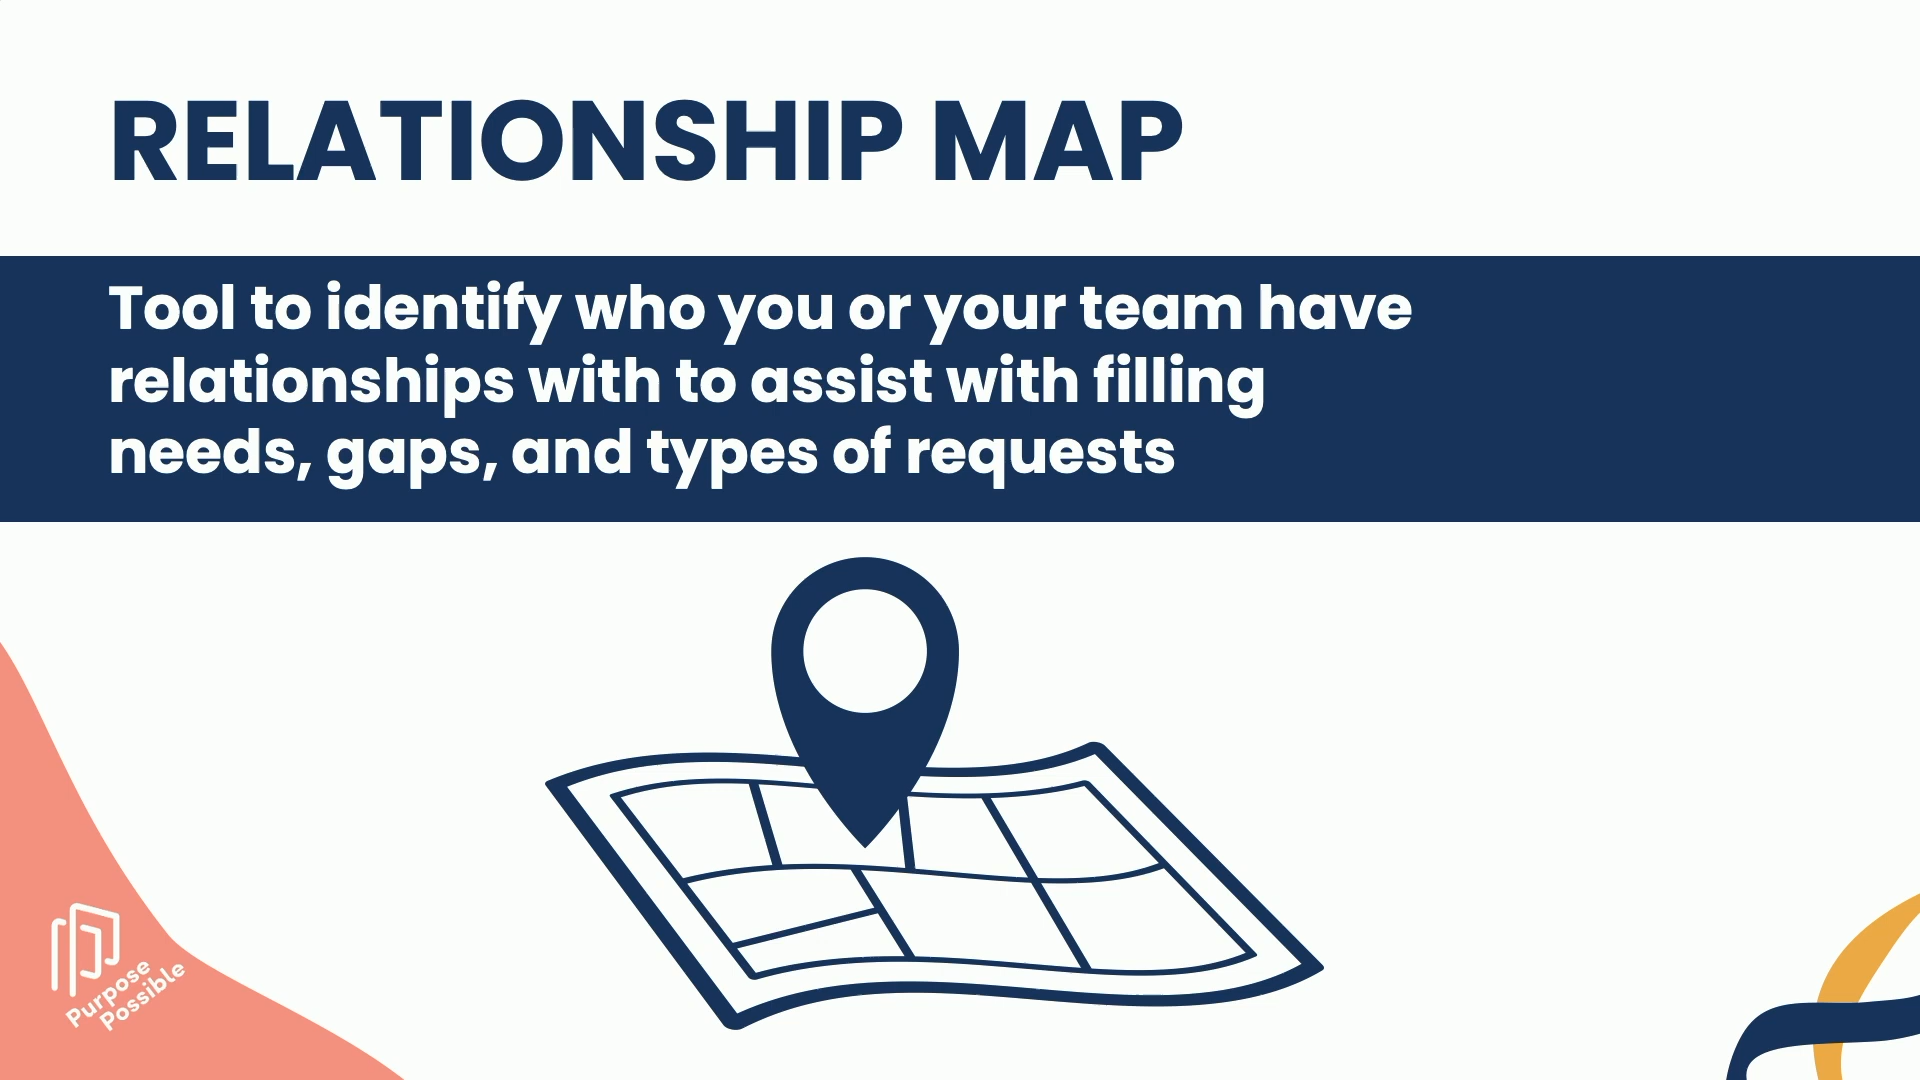 RELATIONSHIP MAP
Tool to identify who you or your team have
relationships with to assist with filling
needs, gaps, and types of requests
Purpose
Possible